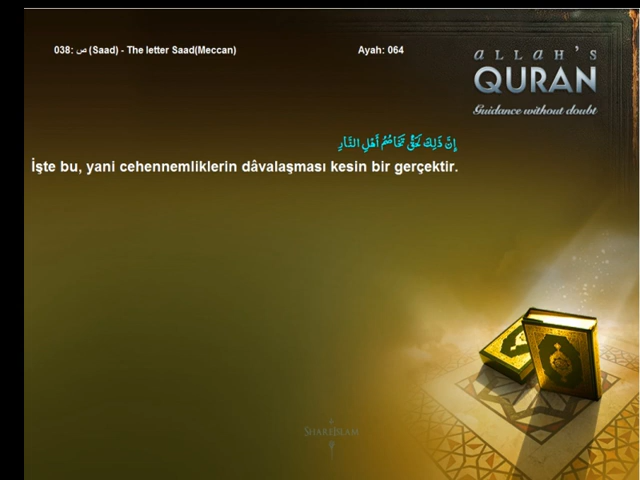 038: ص (Saad) - The letter Saad(Meccan) Ayah: 064
ALLAH'S
QURAN
Guidance without doubt
إِنَّ ذَٰلِكَ لَحَقٌّ تَخَاصُمُ أَهْلِ النَّارِ
İşte bu, yani cehennemliklerin dâvalaşması kesin bir gerçektir.
SHAREISLAM